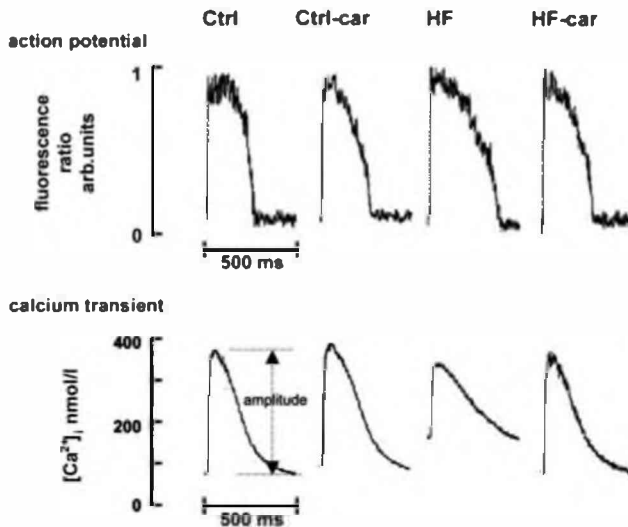 Ctrl Ctrl-car HF HF-car
action potential
fluorescence
ratio
arb.units
1
0
500 ms
calcium transient
[Ca²⁺]ᵢ nmol/l
400
200
0
amplitude
500 ms